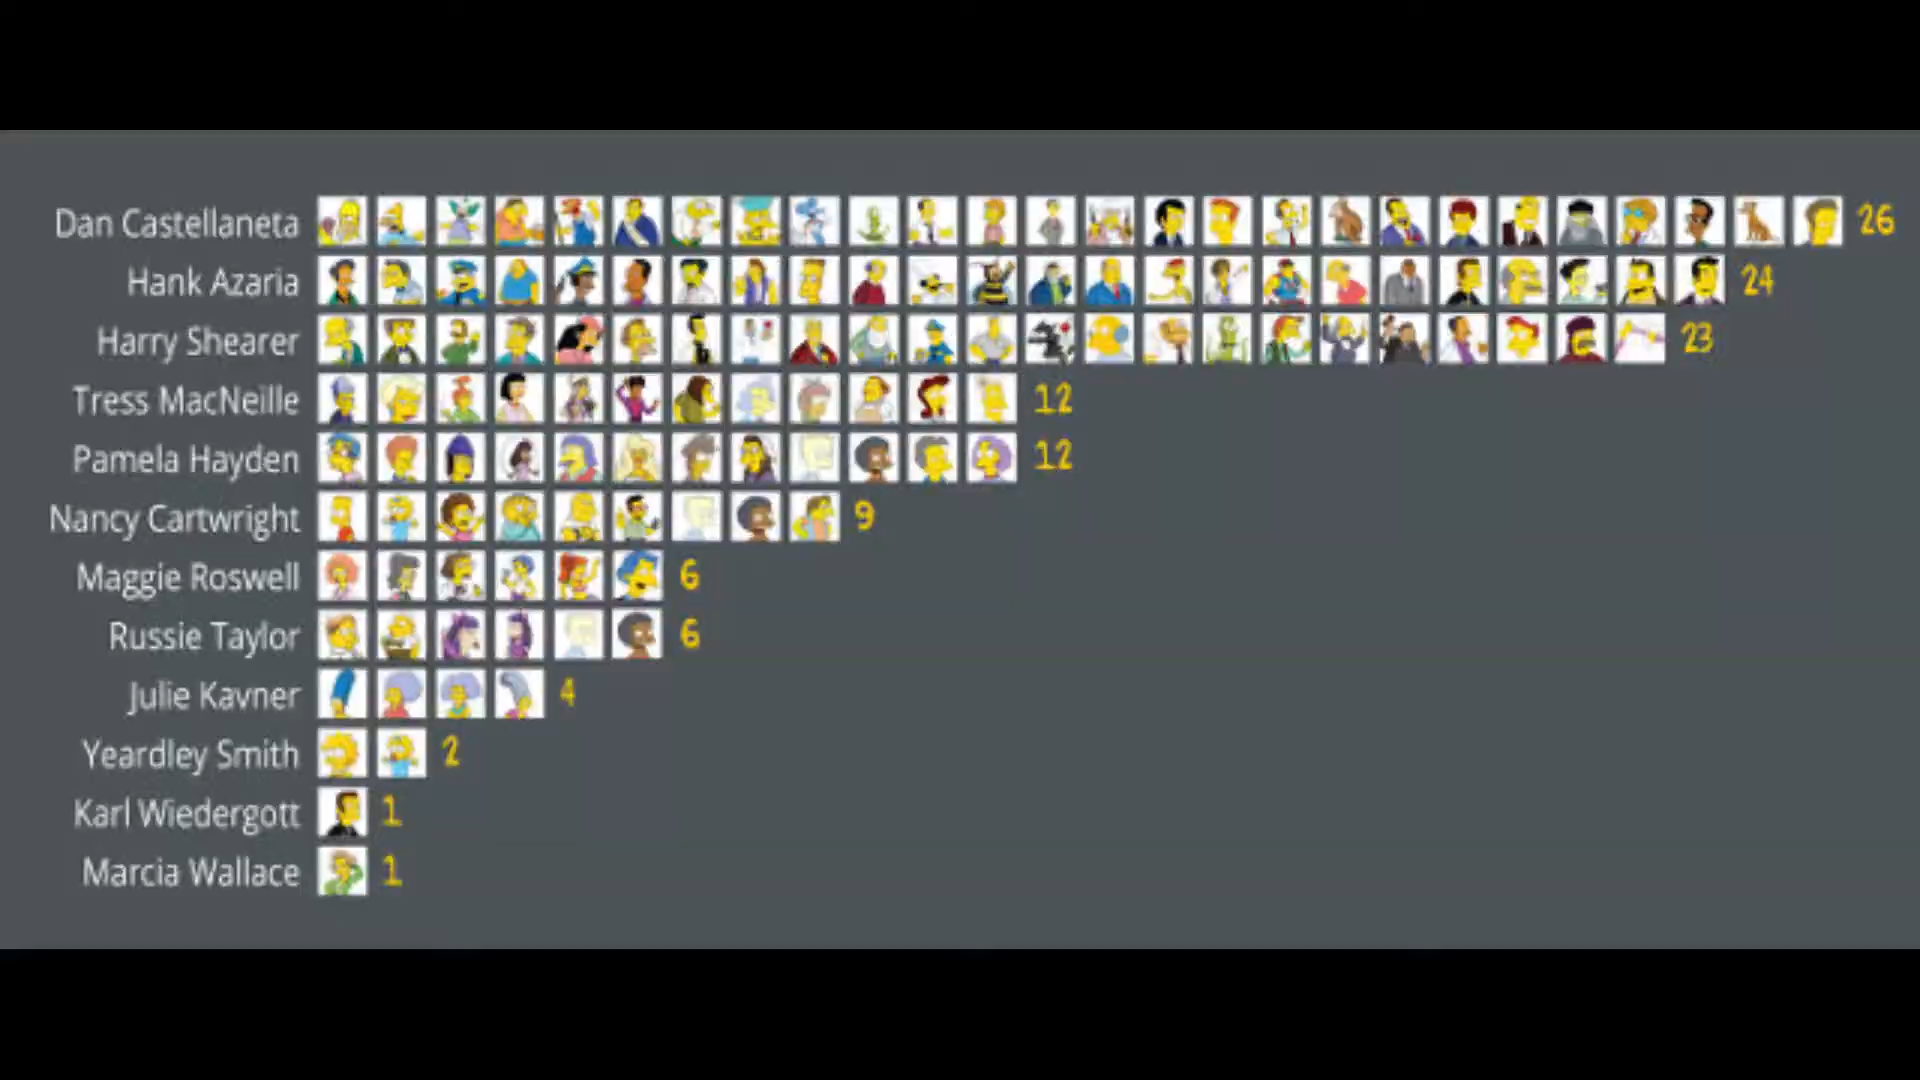 Dan Castellaneta 26
Hank Azaria 24
Harry Shearer 23
Tress MacNeille 12
Pamela Hayden 12
Nancy Cartwright 9
Maggie Roswell 6
Russie Taylor 6
Julie Kavner 4
Yeardley Smith 2
Karl Wiedergott 1
Marcia Wallace 1